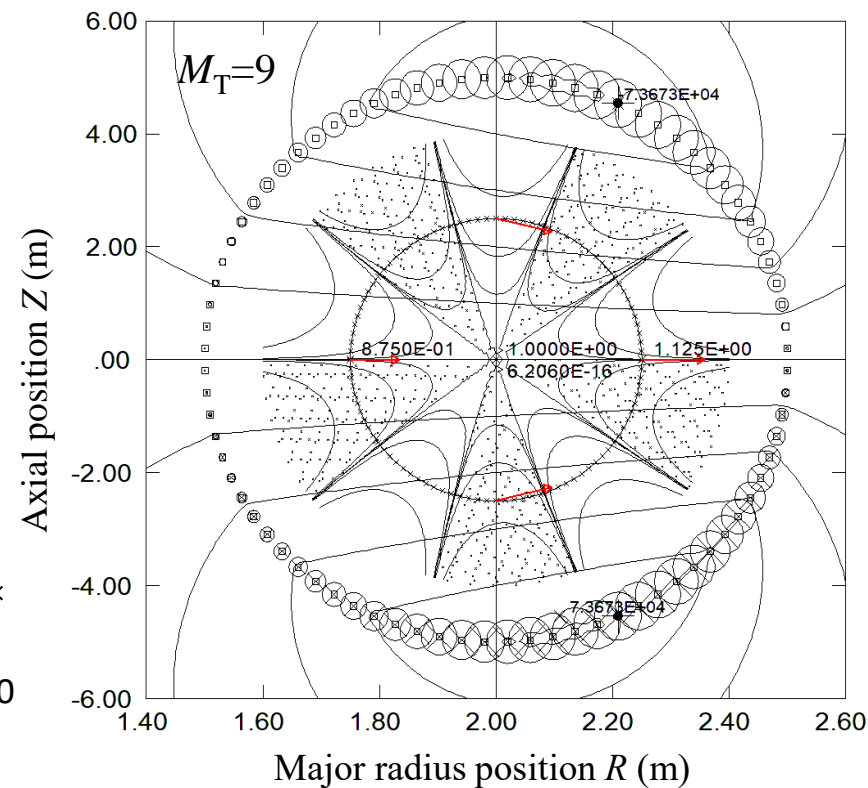 6.00
M_T=9
-7.3673E+04
4.00
2.00
8.750E-01
1.0000E+00
1.125E+00
.00
6.2060E-16
-2.00
×
-4.00
7.3673E+04
0
-6.00
1.40
1.60
1.80
2.00
2.20
2.40
2.60
Axial position Z (m)
Major radius position R (m)